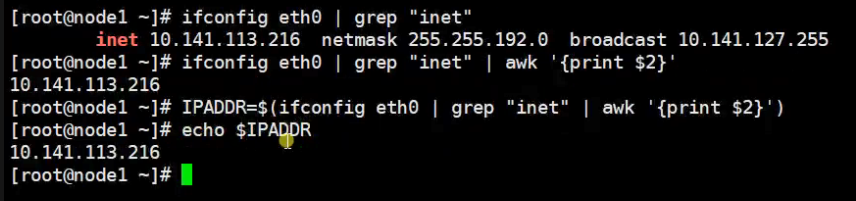 [root@node1 ~]# ifconfig eth0 | grep "inet"
        inet 10.141.113.216  netmask 255.255.192.0  broadcast 10.141.127.255
[root@node1 ~]# ifconfig eth0 | grep "inet" | awk '{print $2}'
10.141.113.216
[root@node1 ~]# IPADDR=$(ifconfig eth0 | grep "inet" | awk '{print $2}')
[root@node1 ~]# echo $IPADDR
10.141.113.216
[root@node1 ~]#